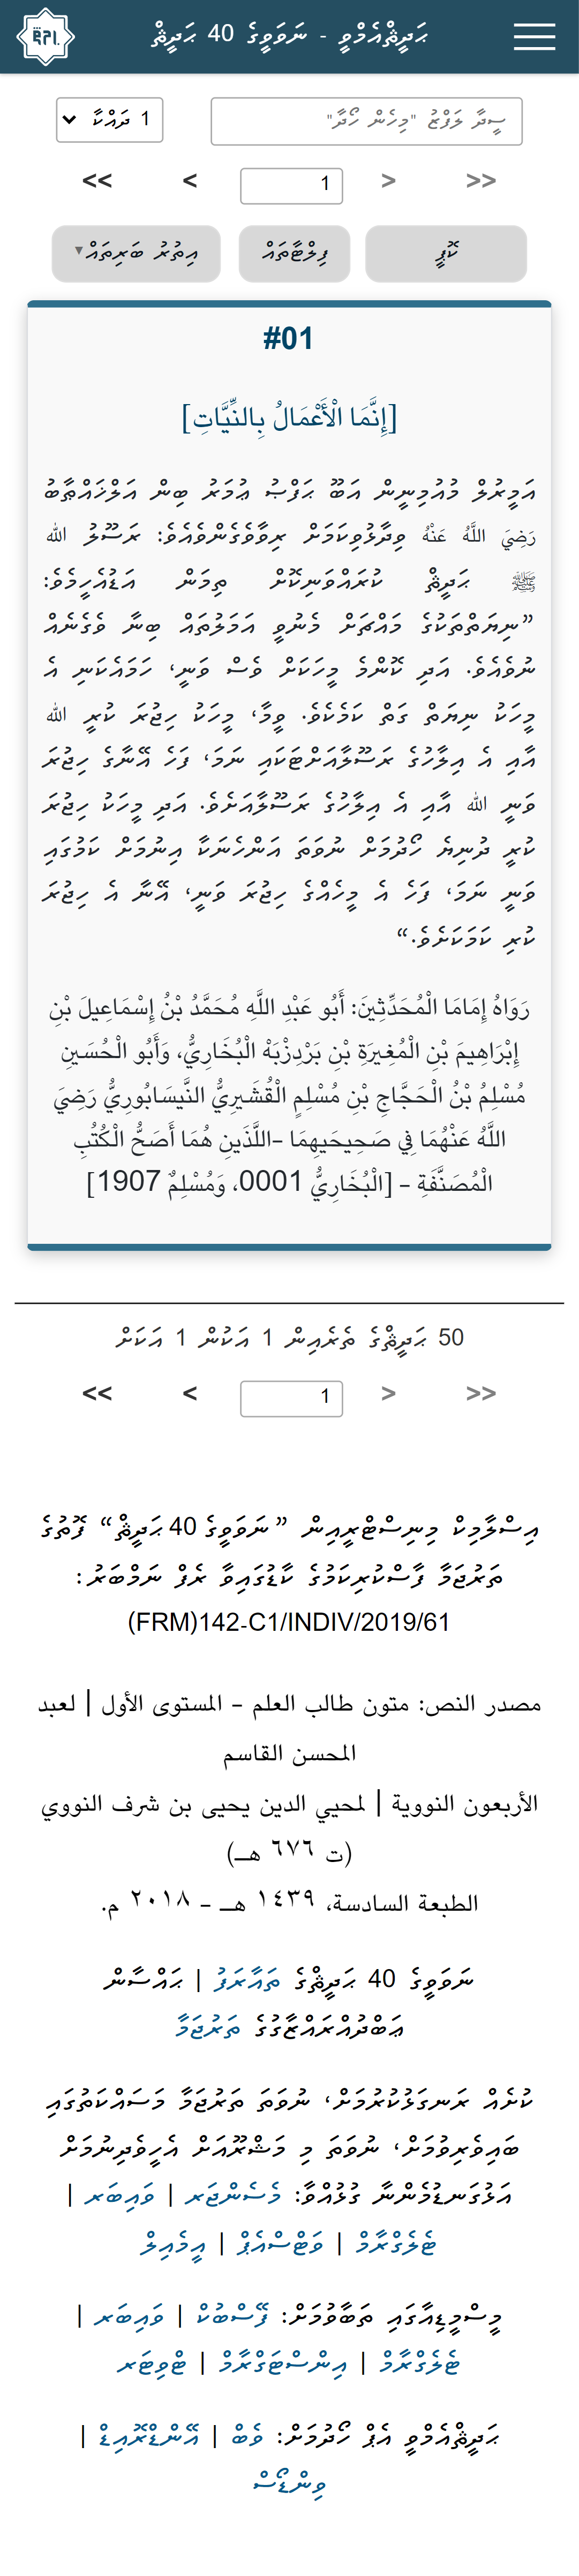 ޙަދީޘްއެމްވީ - ނަވަވީގެ 40 ޙަދީޘް
ސީދާ ލަފްޒު "މިހެން ހޯދާ"
1 ދައްކާ
<< < 1 > >>
ކޮޕީ
ފިލްޓާތައް
އިތުރު ބަރިތައް▼
#01
[إِنَّمَا الْأَعْمَالُ بِالنِّيَّاتِ]
އަމީރުލް މުއުމިނީން އަބޫ ޙަފްޞު ޢުމަރު ބިން އަލްޚައްޠާބު
رَضِيَ اللَّهُ عَنْهُ ވިދާޅުވިކަމަށް ރިވާވެގެންވެއެވެ: ރަސޫލު ﷲ
ﷺ ޙަދީޘް ކުރައްވަނިކޮށް ތިމަން އަޑުއެހީމެވެ:
”ނިޔަތްތަކުގެ މައްޗަށް މެނުވީ އަމަލުތައް ބިނާ ވެގެނެއް
ނުވެއެވެ. އަދި ކޮންމެ މީހަކަށް ވެސް ވަނީ، ހަމައެކަނި އެ
މީހަކު ނިޔަތް ގަތް ކަމެކެވެ. ވީމާ، މީހަކު ހިޖުރަ ކުރީ ﷲ
އާއި އެ އިލާހުގެ ރަސޫލާއަށްޓަކައި ނަމަ، ފަހެ އޭނާގެ ހިޖުރަ
ވަނީ ﷲ އާއި އެ އިލާހުގެ ރަސޫލާއަށެވެ. އަދި މީހަކު ހިޖުރަ
ކުރީ ދުނިޔެ ހޯދުމަށް ނުވަތަ އަންހެނަކާ އިނުމަށް ކަމުގައި
ވަނީ ނަމަ، ފަހެ އެ މީހެއްގެ ހިޖުރަ ވަނީ، އޭނާ އެ ހިޖުރަ
ކުރި ކަމަކަށެވެ.“
رَوَاهُ إِمَامَا الْمُحَدِّثِينَ: أَبُو عَبْدِ اللَّهِ مُحَمَّدُ بْنُ إِسْمَاعِيلَ بْنِ
إِبْرَاهِيمَ بْنِ الْمُغِيرَةِ بْنِ بَرْدِزْبَهْ الْبُخَارِيُّ، وَأَبُو الْحُسَيْنِ
مُسْلِمُ بْنُ الْحَجَّاجِ بْنِ مُسْلِمٍ الْقُشَيْرِيُّ النَّيسَابُورِيُّ رَضِيَ
اللَّهُ عَنْهُمَا فِي صَحِيحَيهِمَا –اللَّذَينِ هُمَا أَصَحُّ الْكُتُبِ
الْمُصَنَّفَةِ – [الْبُخَارِيُّ 0001، وَمُسْلِمٌ 1907]
50 ޙަދީޘްގެ ތެރެއިން 1 އަކުން 1 އަކަށް
<< < 1 > >>
އިސްލާމިކް މިނިސްޓްރީއިން ”ނަވަވީގެ 40 ޙަދީޘް“ ފޮތުގެ
ތަރުޖަމާ ފާސްކުރިކަމުގެ ކާޑުގައިވާ ރެފް ނަމްބަރު:
(FRM)142-C1/INDIV/2019/61
مصدر النص: متون طالب العلم – المستوى الأول | لعبد
المحسن القاسم
الأربعون النووية | لمحيي الدين يحيى بن شرف النووي
(ت ٦٧٦ هـ)
الطبعة السادسة، ١٤٣٩ هـ – ٢٠١٨ م.
ނަވަވީގެ 40 ޙަދީޘްގެ ތަޢާރަފު | ޙައްސާން
ޢަބްދުއްރައްޒާގުގެ ތަރުޖަމާ
ކުށެއް ރަނގަޅުކުރުމަށް، ނުވަތަ ތަރުޖަމާ މަސައްކަތުގައި
ބައިވެރިވުމަށް، ނުވަތަ މި މަޝްރޫއަށް އެހީވެދިނުމަށް
އަޅުގަނޑުމެންނާ ގުޅުއްވާ: މެސެންޖަރ | ވައިބަރ |
ޓެލެގްރާމް | ވަޓްސްއެޕް | އީމެއިލް
މީސްމީޑިއާގައި ތަބާވުމަށް: ފޭސްބުކް | ވައިބަރ |
ޓެލެގްރާމް | އިންސްޓަގްރާމް | ޓްވިޓަރ
ޙަދީޘްއެމްވީ އެޕް ހޯދުމަށް: ވެބް | އޭންޑްރޮއިޑް |
ވިންޑޯސް